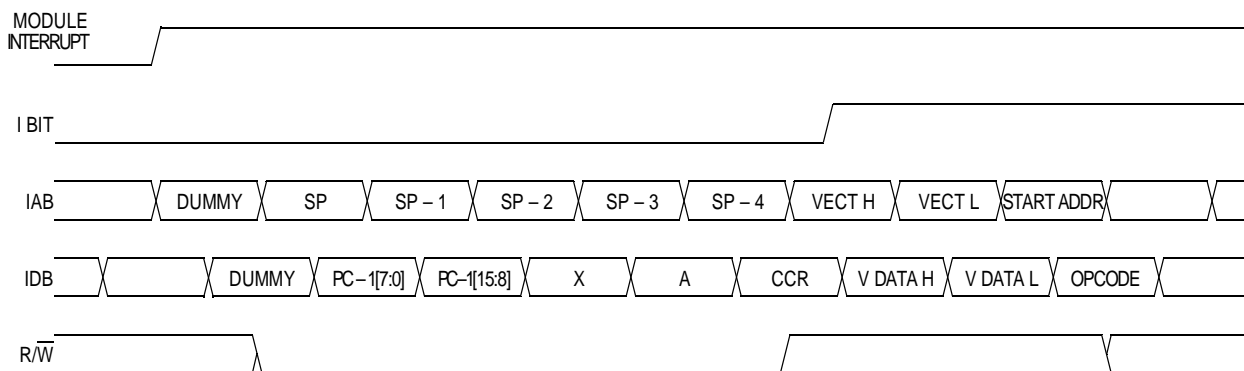 MODULE
INTERRUPT
I BIT
IAB DUMMY SP SP – 1 SP – 2 SP – 3 SP – 4 VECT H VECT L START ADDR
IDB DUMMY PC – 1[7:0] PC–1[15:8] X A CCR V DATA H V DATA L OPCODE
R/W̅